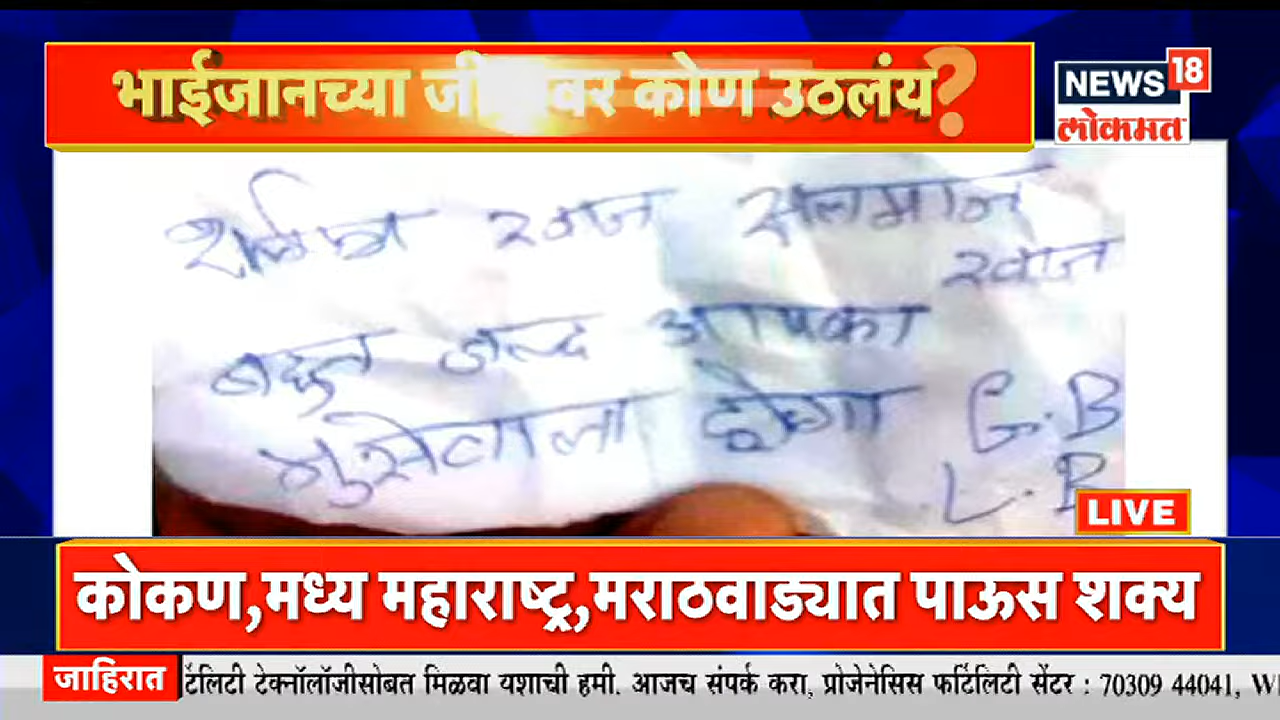 भाईजानच्या जीवावर कोण उठलंय?
NEWS 18
लोकमत
खान सलमान
खान
बहुत जल्द आपका
मुसेवाला होगा G.B
L.B
LIVE
कोकण,मध्य महाराष्ट्र,मराठवाड्यात पाऊस शक्य
जाहिरात
र्टिलिटी टेक्नॉलॉजीसोबत मिळवा यशाची हमी. आजच संपर्क करा, प्रोजेनेसिस फर्टिलिटी सेंटर : 70309 44041,